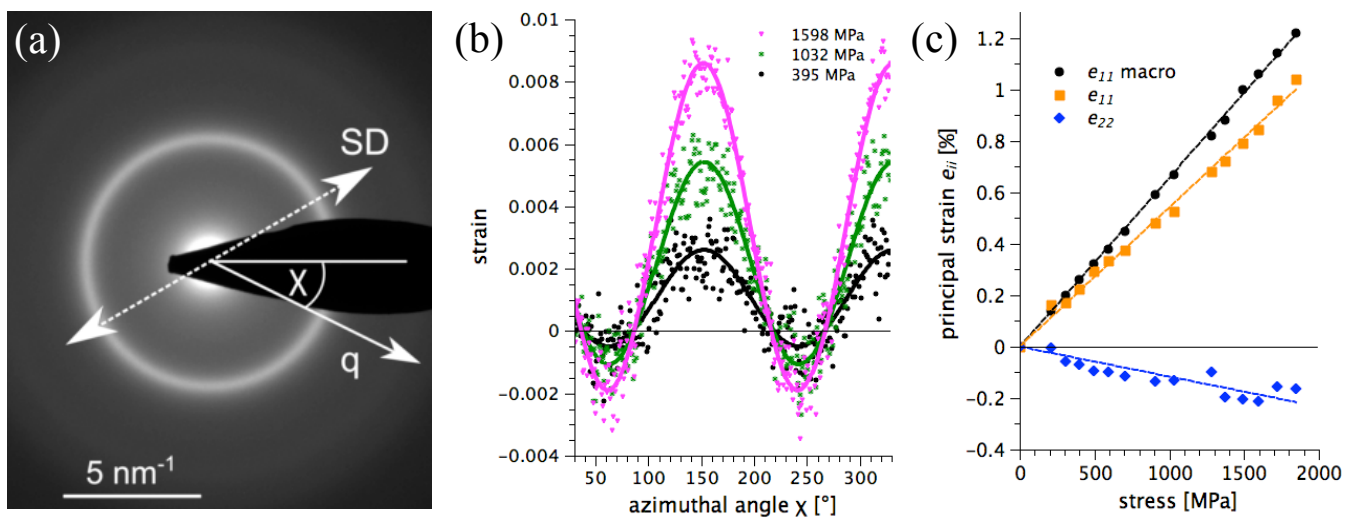 (a)
SD
χ
q
5 nm⁻¹
(b)
0.01
0.008
0.006
0.004
0.002
0
−0.002
−0.004
strain
1598 MPa
1032 MPa
395 MPa
50 100 150 200 250 300
azimuthal angle χ [°]
(c)
1.2
1
0.8
0.6
0.4
0.2
0
−0.2
−0.4
principal strain eᵢᵢ [%]
e₁₁ macro
e₁₁
e₂₂
0 500 1000 1500 2000
stress [MPa]